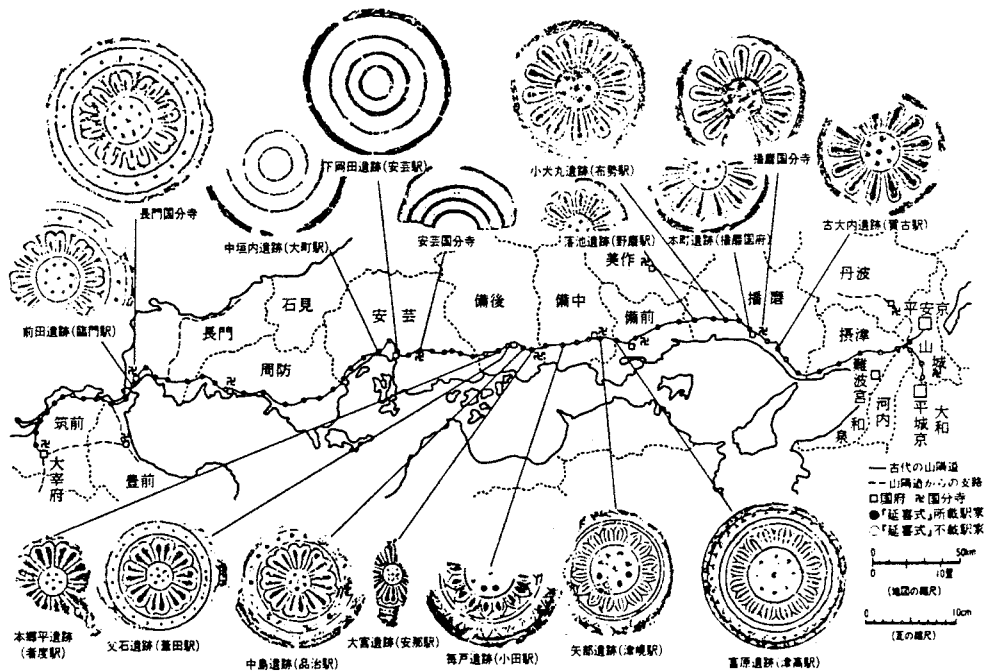 長門国分寺
下岡田遺跡(安芸駅)
中垣内遺跡(大町駅)
安芸国分寺
小犬丸遺跡(布勢駅)
落池遺跡(野磨駅)
本町遺跡(播磨国府)
播磨国分寺
古大内遺跡(賀古駅)
前田遺跡(臨門駅)
長門
石見
周防
安芸
備後
備中
美作
備前
播磨
丹波
摂津
平安京
山城
難波宮
河内
和泉
平城京
大和
筑前
大宰府
豊前
古代の山陽道
山陽道からの支路
国府 卍国分寺
『延喜式』所載駅家
『延喜式』不載駅家
0 50km
0 10里
(地図の縮尺)
0 10cm
(瓦の縮尺)
本郷平遺跡
(者度駅)
父石遺跡(葦田駅)
中島遺跡(品治駅)
大宮遺跡(安那駅)
毎戸遺跡(小田駅)
矢部遺跡(津峴駅)
富原遺跡(津高駅)